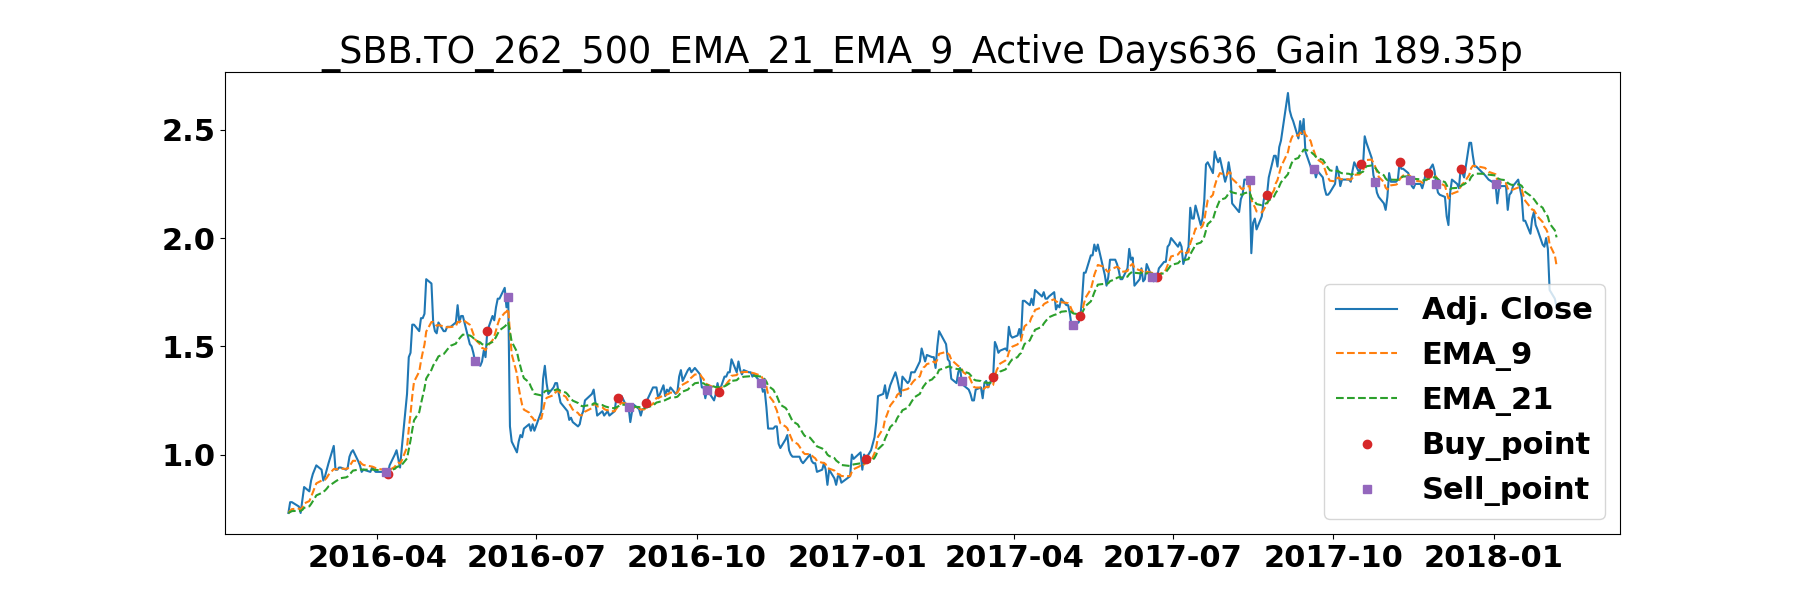 _SBB.TO_262_500_EMA_21_EMA_9_Active Days636_Gain 189.35p
2.5
2.0
1.5
1.0
Adj. Close
EMA_9
EMA_21
Buy_point
Sell_point
2016-04 2016-07 2016-10 2017-01 2017-04 2017-07 2017-10 2018-01